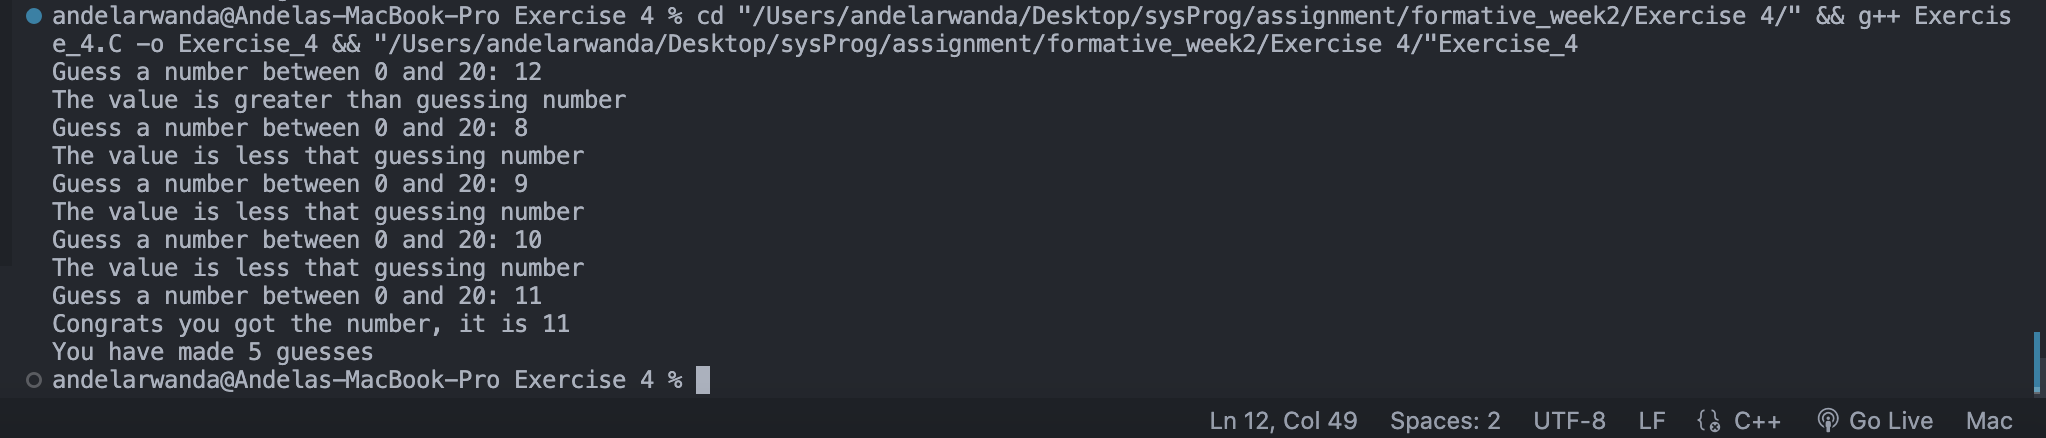 andelarwanda@Andelas-MacBook-Pro Exercise 4 % cd "/Users/andelarwanda/Desktop/sysProg/assignment/formative_week2/Exercise 4/" && g++ Exercis
e_4.C -o Exercise_4 && "/Users/andelarwanda/Desktop/sysProg/assignment/formative_week2/Exercise 4/"Exercise_4
Guess a number between 0 and 20: 12
The value is greater than guessing number
Guess a number between 0 and 20: 8
The value is less that guessing number
Guess a number between 0 and 20: 9
The value is less that guessing number
Guess a number between 0 and 20: 10
The value is less that guessing number
Guess a number between 0 and 20: 11
Congrats you got the number, it is 11
You have made 5 guesses
andelarwanda@Andelas-MacBook-Pro Exercise 4 %
Ln 12, Col 49 Spaces: 2 UTF-8 LF C++ Go Live Mac